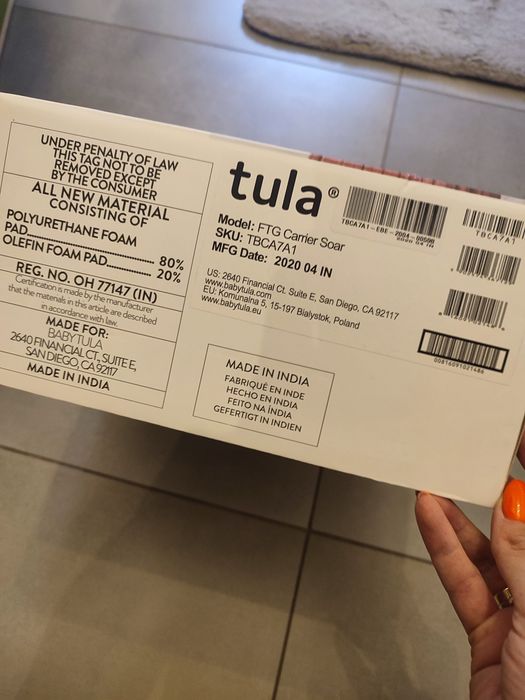 UNDER PENALTY OF LAW
THIS TAG NOT TO BE
REMOVED EXCEPT
BY THE CONSUMER
ALL NEW MATERIAL
CONSISTING OF
POLYURETHANE FOAM
PAD........................ 80%
OLEFIN FOAM PAD............ 20%
REG. NO. OH 77147 (IN)
Certification is made by the manufacturer
that the materials in this article are described
in accordance with law.
MADE FOR:
BABYTULA
2640 FINANCIAL CT, SUITE E,
SAN DIEGO, CA 92117
MADE IN INDIA
tula®
Model: FTG Carrier Soar
SKU: TBCA7A1
MFG Date: 2020 04 IN
US: 2640 Financial Ct. Suite E, San Diego, CA 92117
www.babytula.com
EU: Komunalna 5, 15-197 Bialystok, Poland
www.babytula.eu
MADE IN INDIA
FABRIQUÉ EN INDE
HECHO EN INDIA
FEITO NA ÍNDIA
GEFERTIGT IN INDIEN
TBCA7A1